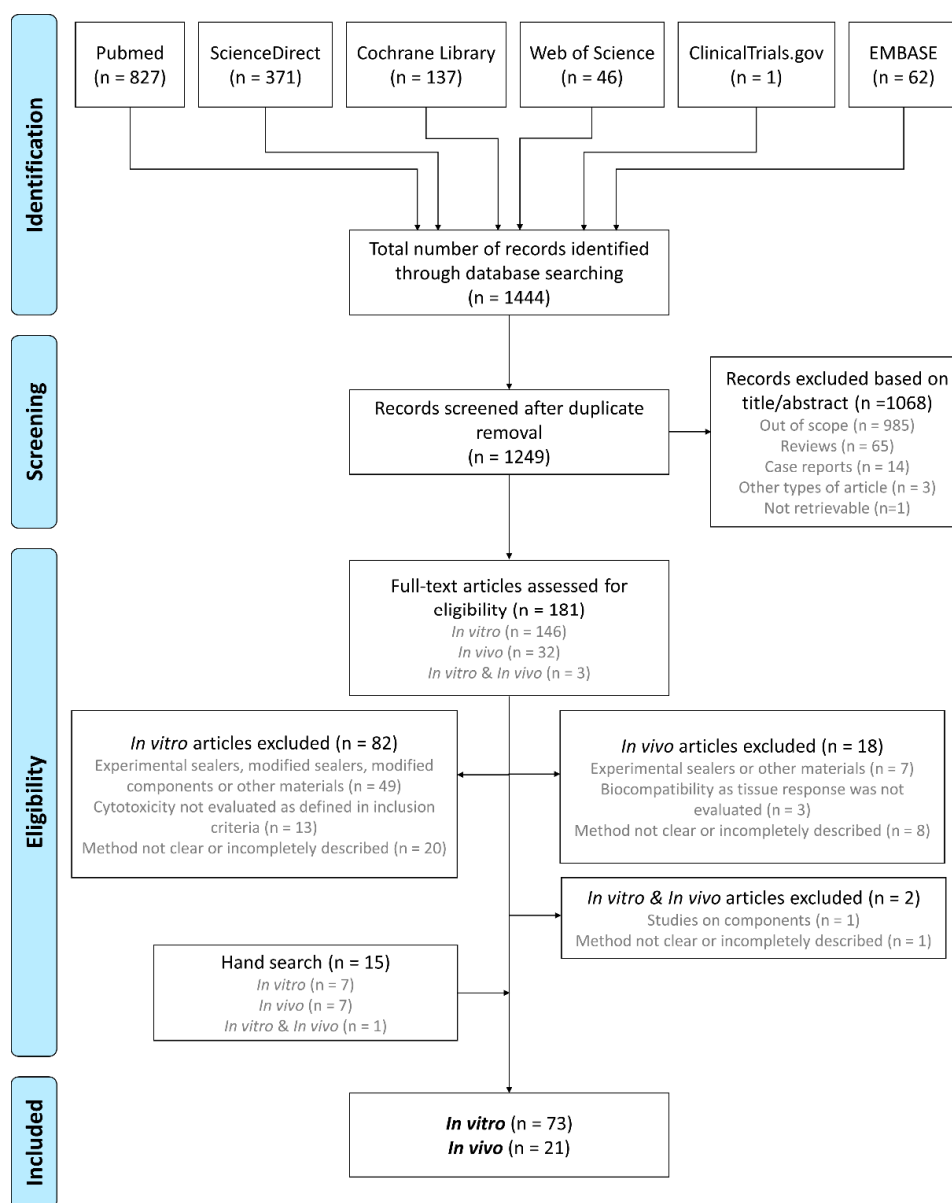 Identification
Pubmed
(n = 827)
ScienceDirect
(n = 371)
Cochrane Library
(n = 137)
Web of Science
(n = 46)
ClinicalTrials.gov
(n = 1)
EMBASE
(n = 62)
Total number of records identified
through database searching
(n = 1444)
Screening
Records screened after duplicate
removal
(n = 1249)
Records excluded based on
title/abstract (n =1068)
Out of scope (n = 985)
Reviews (n = 65)
Case reports (n = 14)
Other types of article (n = 3)
Not retrievable (n=1)
Eligibility
Full-text articles assessed for
eligibility (n = 181)
In vitro (n = 146)
In vivo (n = 32)
In vitro & In vivo (n = 3)
In vitro articles excluded (n = 82)
Experimental sealers, modified sealers, modified
components or other materials (n = 49)
Cytotoxicity not evaluated as defined in inclusion
criteria (n = 13)
Method not clear or incompletely described (n = 20)
In vivo articles excluded (n = 18)
Experimental sealers or other materials (n = 7)
Biocompatibility as tissue response was not
evaluated (n = 3)
Method not clear or incompletely described (n = 8)
In vitro & In vivo articles excluded (n = 2)
Studies on components (n = 1)
Method not clear or incompletely described (n = 1)
Hand search (n = 15)
In vitro (n = 7)
In vivo (n = 7)
In vitro & In vivo (n = 1)
Included
In vitro (n = 73)
In vivo (n = 21)